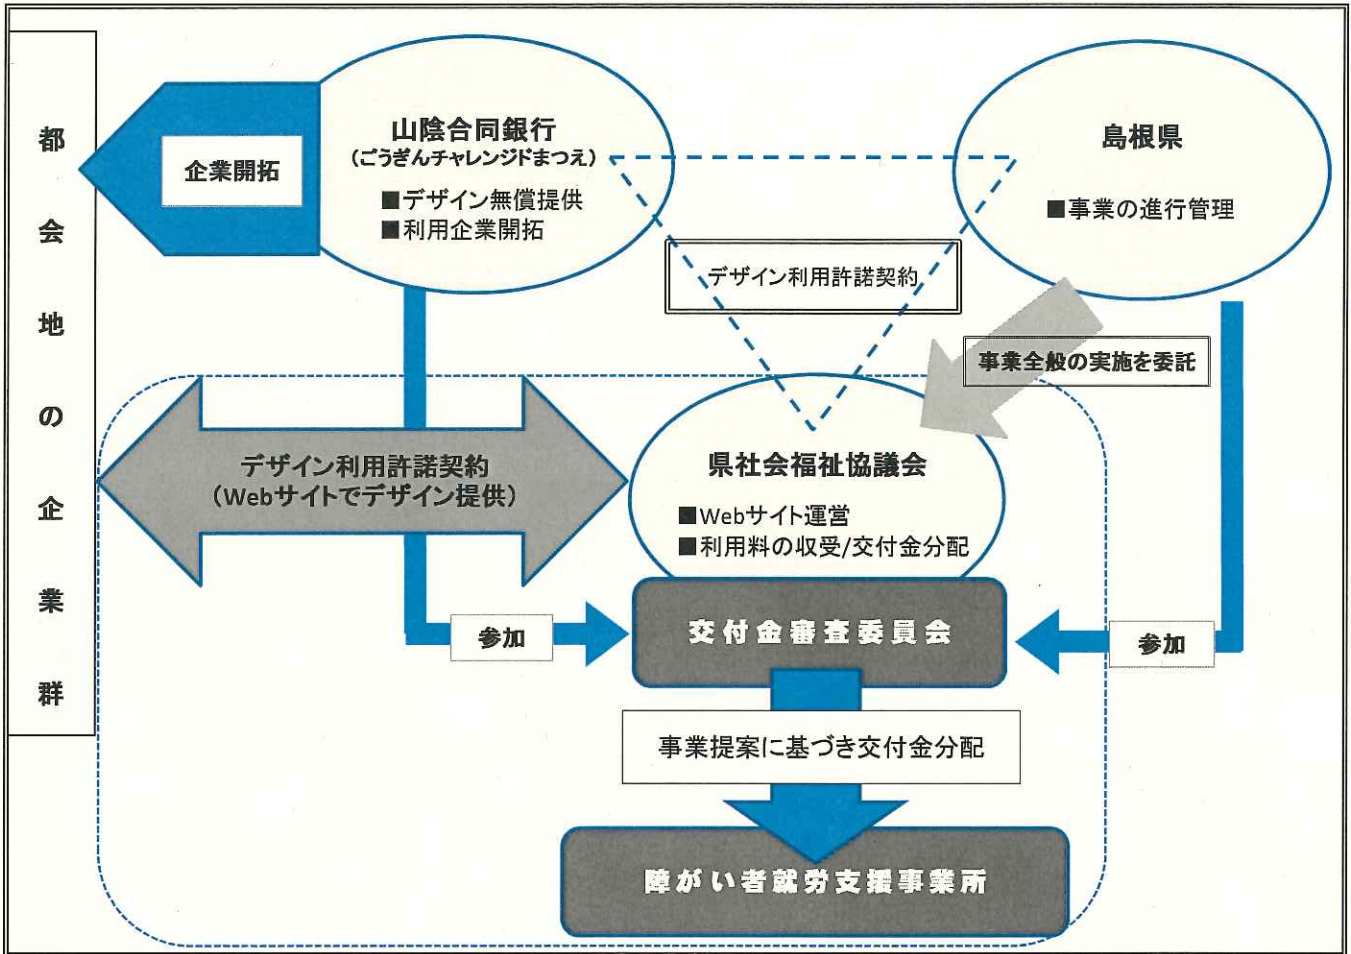 都会地の企業群
企業開拓
山陰合同銀行
(ごうぎんチャレンジドまつえ)
■デザイン無償提供
■利用企業開拓
島根県
■事業の進行管理
デザイン利用許諾契約
事業全般の実施を委託
デザイン利用許諾契約
(Webサイトでデザイン提供)
県社会福祉協議会
■Webサイト運営
■利用料の収受/交付金分配
交付金審査委員会
参加
参加
事業提案に基づき交付金分配
障がい者就労支援事業所